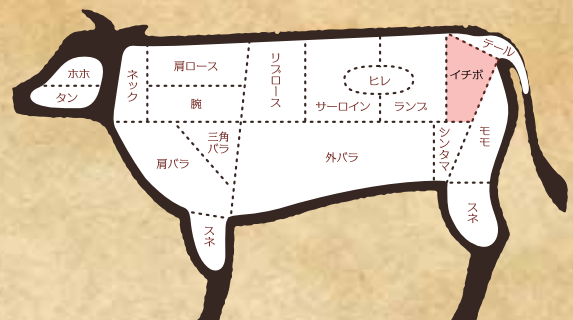 ホホ
タン
ネック
肩ロース
腕
三角
バラ
肩バラ
スネ
リブロース
ヒレ
サーロイン
ランプ
外バラ
イチボ
テール
シンタマ
モモ
スネ